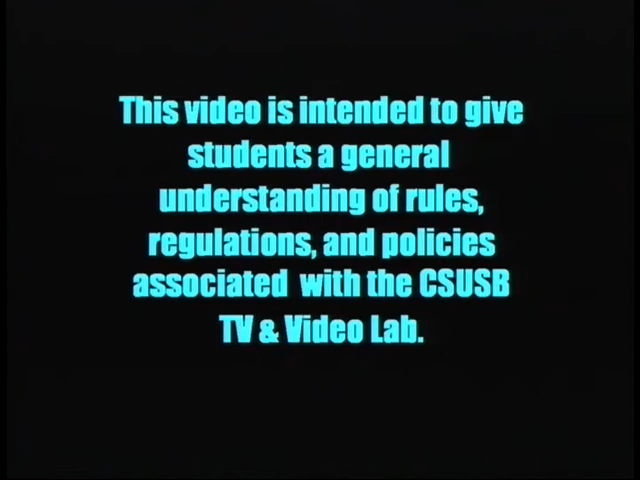 This video is intended to give
students a general
understanding of rules,
regulations, and policies
associated with the CSUSB
TV & Video Lab.